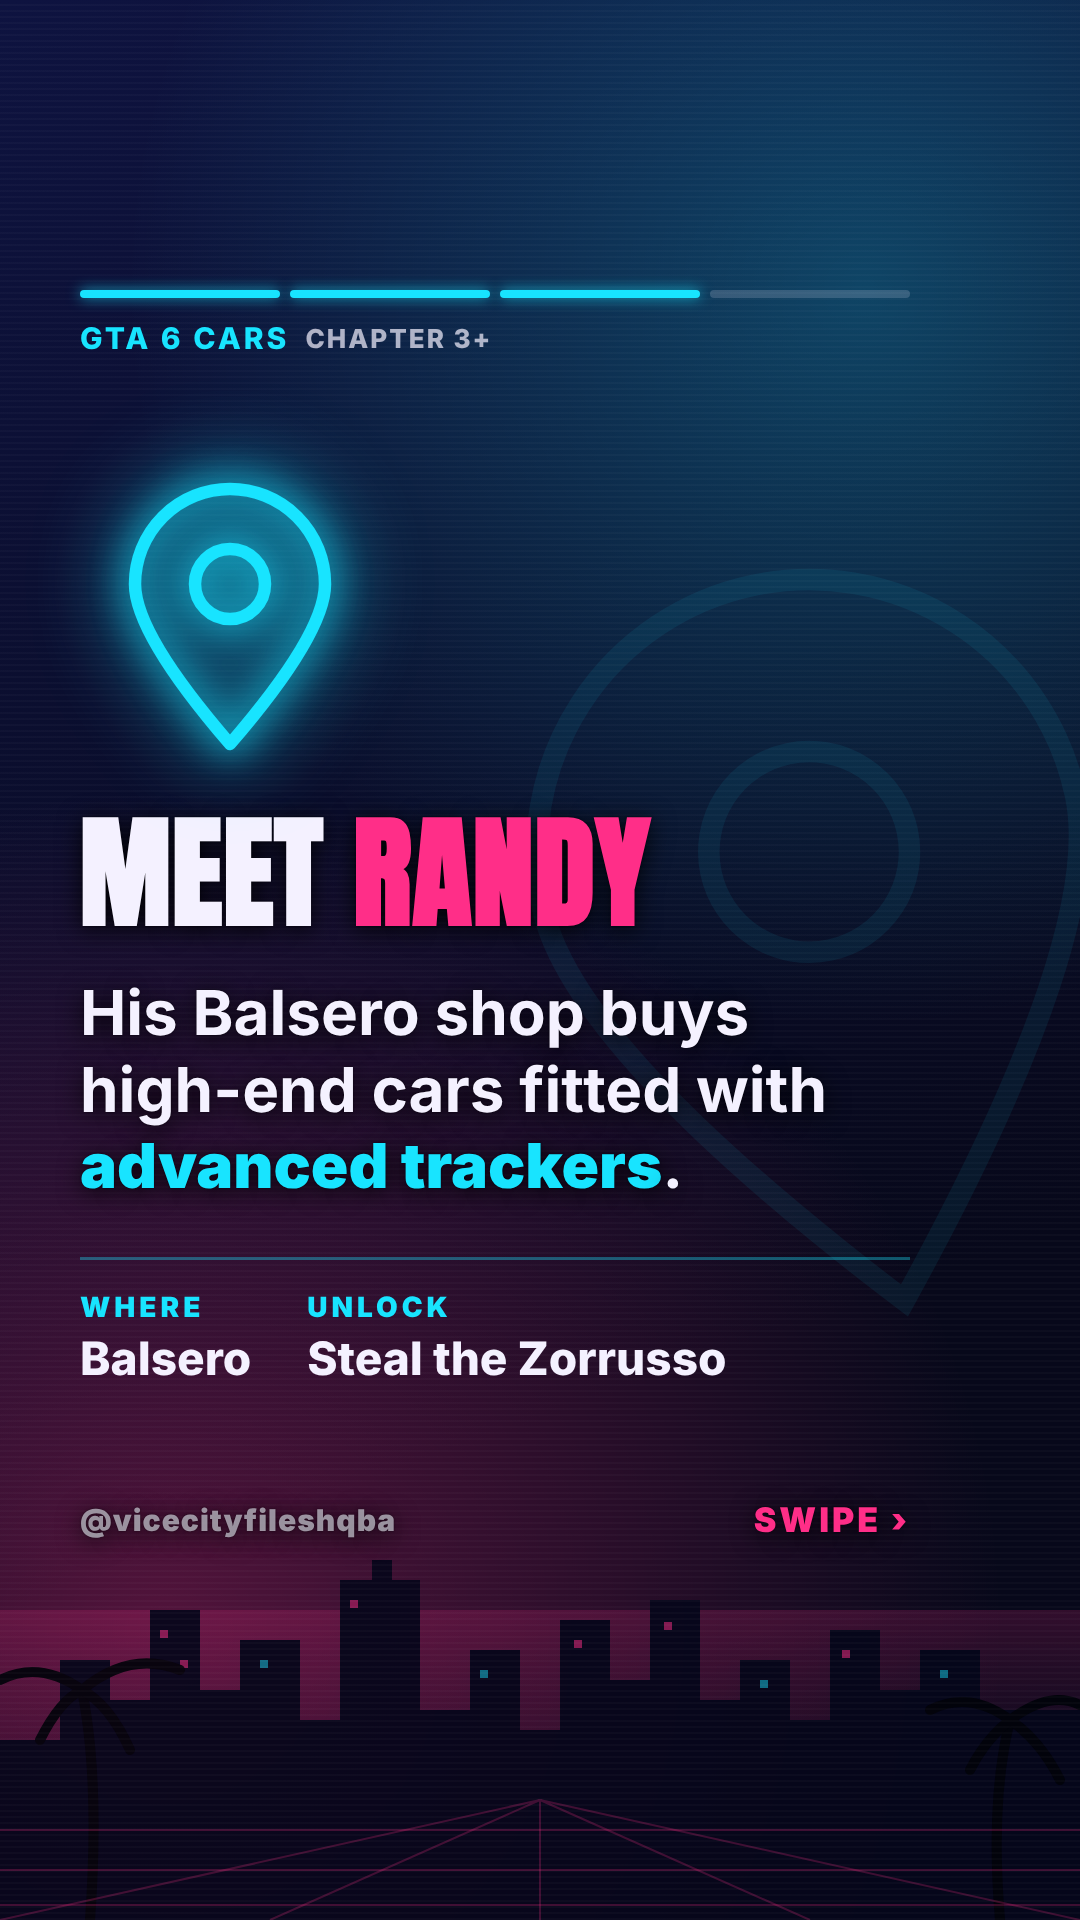 GTA 6 CARS CHAPTER 3+
MEET RANDY
His Balsero shop buys
high-end cars fitted with
advanced trackers.
WHERE UNLOCK
Balsero Steal the Zorrusso
@vicecityfileshqba SWIPE ›